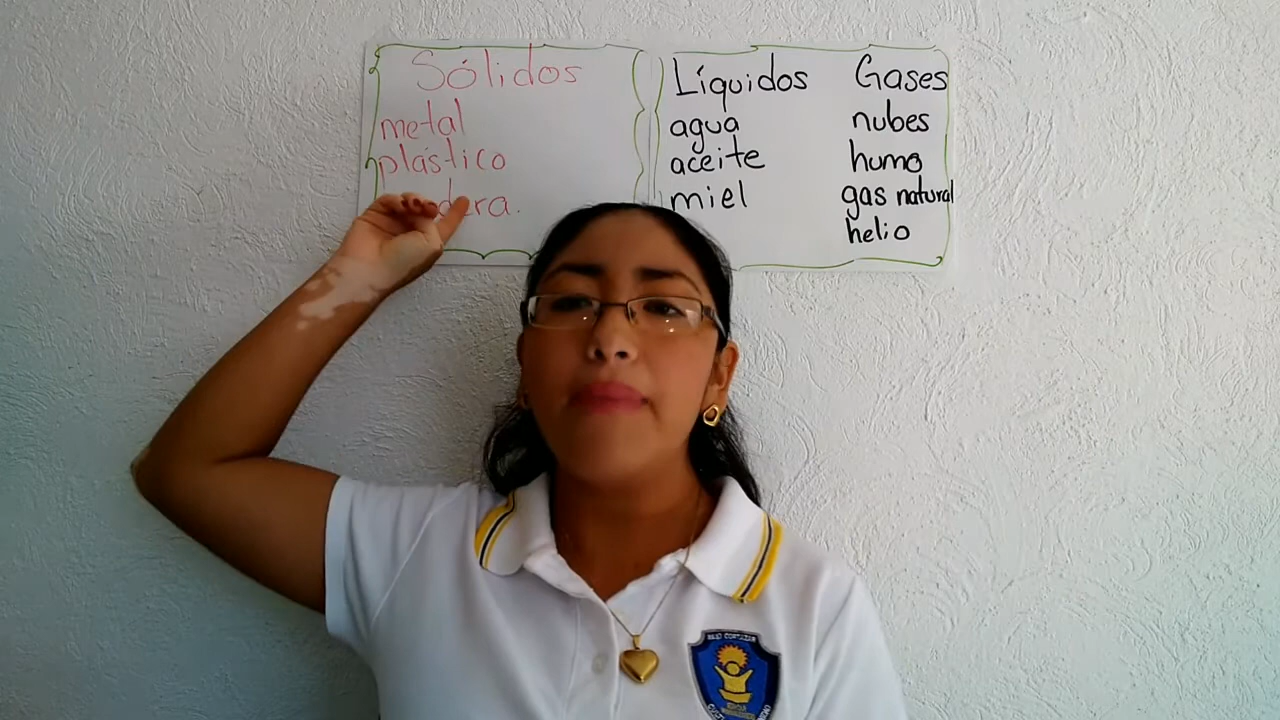 Sólidos
metal
plástico
Líquidos
agua
aceite
miel
Gases
nubes
humo
gas natural
helio